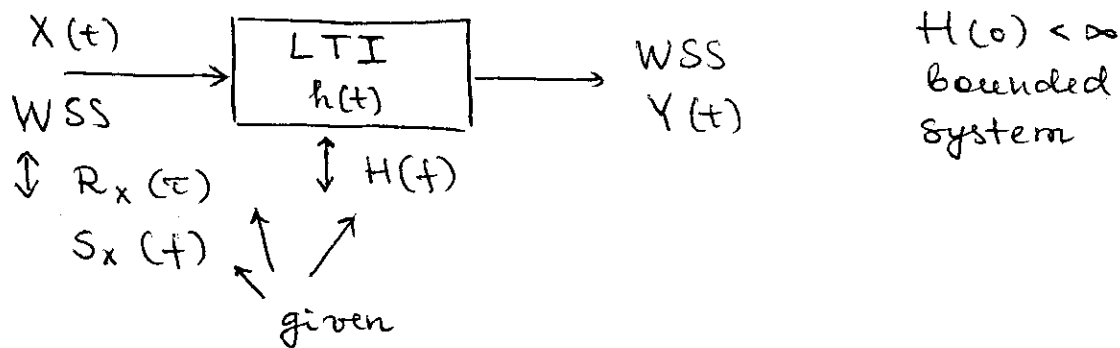 X(t)
WSS
LTI
h(t)
WSS
Y(t)
H(0) < ∞
bounded
system
↕ R_X(τ)
S_X(f)
↕ H(f)
given